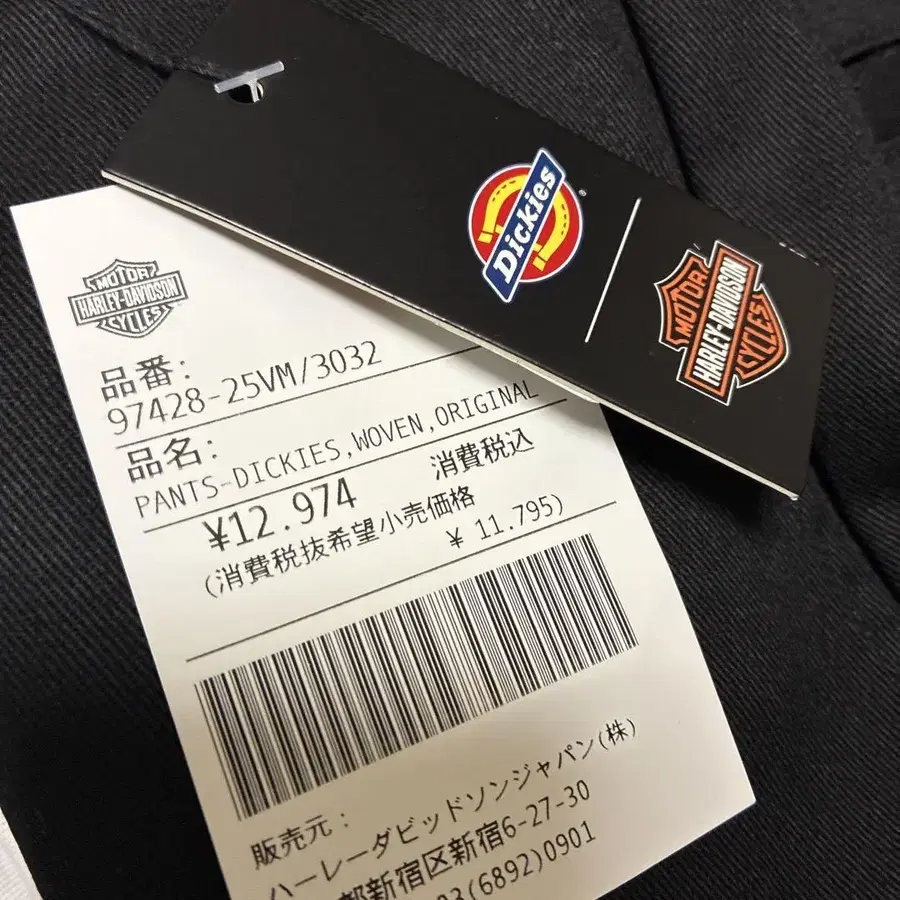 Dickies
MOTOR
HARLEY-DAVIDSON
CYCLES
MOTOR
HARLEY-DAVIDSON
CYCLES
品番:
97428-25VM/3032
品名:
PANTS-DICKIES,WOVEN,ORIGINAL
¥12.974 消費税込
(消費税抜希望小売価格
¥ 11.795)
販売元:
ハーレーダビッドソンジャパン(株)
都新宿区新宿6-27-30
03(6892)0901